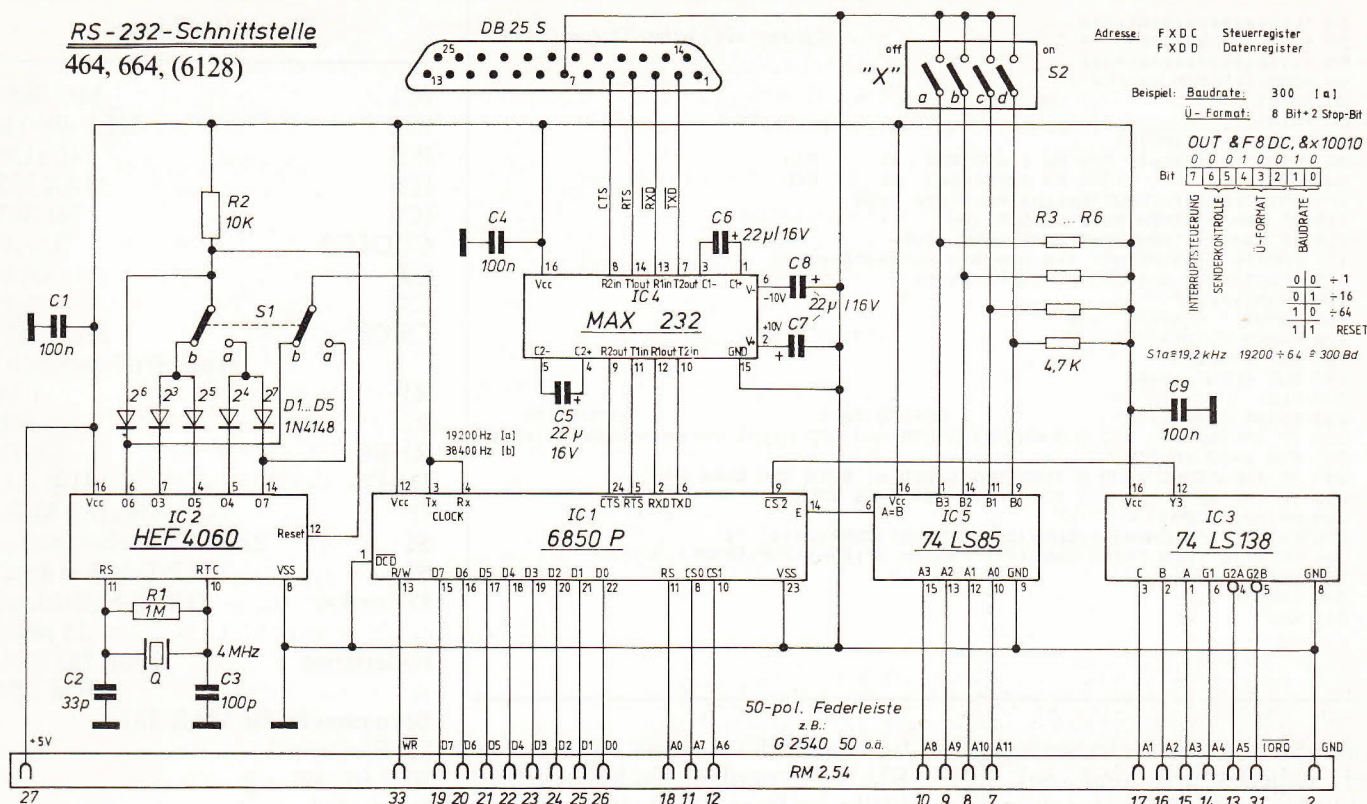 RS-232-Schnittstelle
464, 664, (6128)
DB 25 S
25 14
13 7 1
"X"
off on
S2
a b c d
Adresse: F X D C Steuerregister
F X D D Datenregister
Beispiel: Baudrate: 300 [a]
Ü-Format: 8 Bit+2 Stop-Bit
OUT &F8DC,&x10010
0 0 0 1 0 0 1 0
Bit 7 6 5 4 3 2 1 0
INTERRUPTSTEUERUNG
SENDERKONTROLLE
Ü-FORMAT
BAUDRATE
0 0 ÷1
0 1 ÷16
1 0 ÷64
1 1 RESET
S1a≙19,2 kHz 19200÷64 ≙ 300 Bd
R2
10K
C1
100n
S1
b a b a
2⁶ 2³ 2⁵ 2⁴ 2⁷
D1...D5
1N4148
CTS RTS RXD TXD
C4
100n
C6
+ 22µ/16V
C8
+
22µ/16V
C7
+
16 8 14 13 7 3 1
Vcc R2in T1out R1in T2out C1- C1+
6
V-
-10V
IC4
MAX 232
+10V
V+
2
C2- C2+ R2out T1in R1out T2in GND
5 4 9 11 12 10 15
C5 +
22 µ
16V
R3...R6
4,7 K
C9
100n
19200Hz [a]
38400Hz [b]
16 6 7 4 5 14
Vcc O6 O3 O5 O4 O7
IC 2
HEF 4060
Reset 12
RS RTC VSS
11 10 8
R1
1M
4MHz
Q
C2
33p
C3
100p
12 3 4 24 5 2 6 9
Vcc Tx Rx CTS RTS RXD TXD CS2
CLOCK
IC 1
6850 P
E 14
1 DCD
R/W D7 D6 D5 D4 D3 D2 D1 D0 RS CS0 CS1 VSS
13 15 16 17 18 19 20 21 22 11 8 10 23
16 1 14 11 9
Vcc B3 B2 B1 B0
6 A=B
IC 5
74 LS85
A3 A2 A1 A0 GND
15 13 12 10 8
16 12
Vcc Y3
IC 3
74 LS138
C B A G1 G2A G2B GND
3 2 1 6 4 5 8
50-pol. Federleiste
z.B.:
G 2540 50 o.ä.
RM 2,54
+5V WR D7 D6 D5 D4 D3 D2 D1 D0 A0 A7 A6 A8 A9 A10 A11 A1 A2 A3 A4 A5 IORQ GND
27 33 19 20 21 22 23 24 25 26 18 11 12 10 9 8 7 17 16 15 14 13 31 2